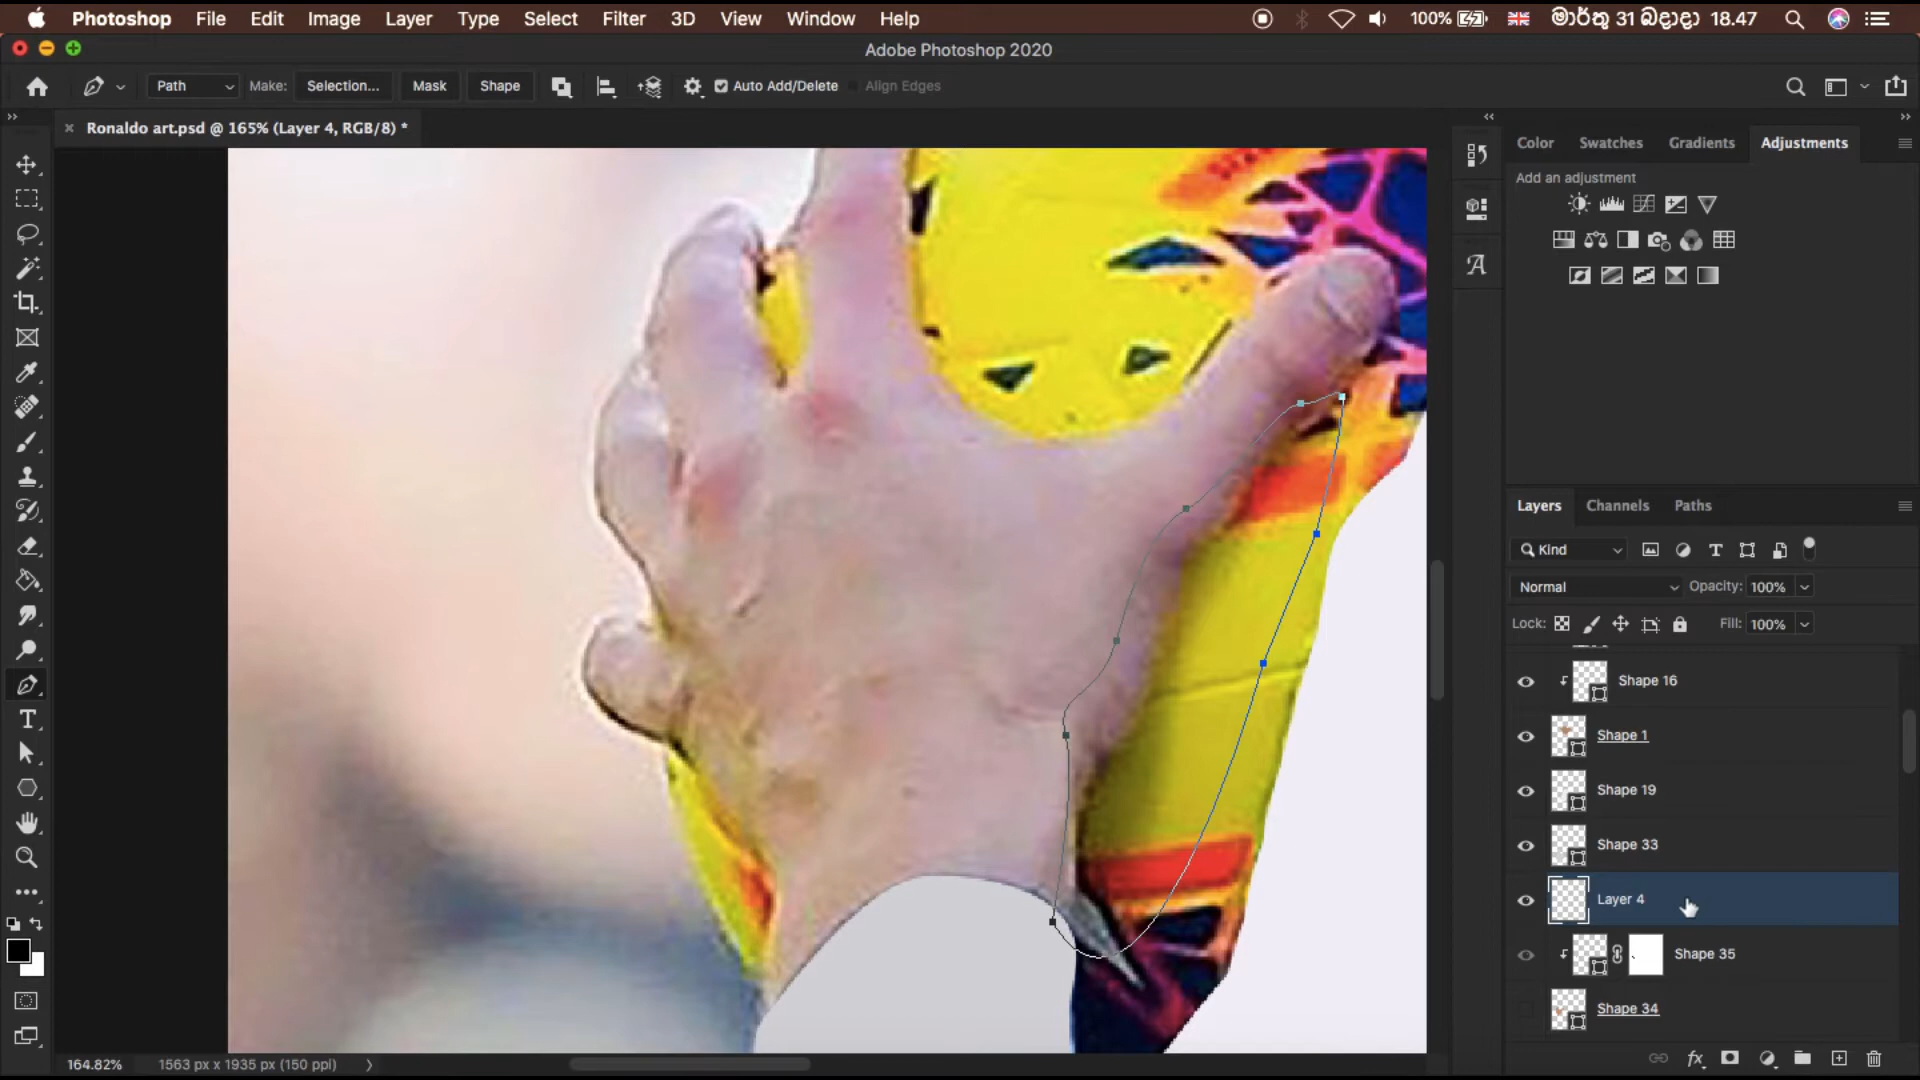 Photoshop File Edit Image Layer Type Select Filter 3D View Window Help 100% මාර්තු 31 බදාදා 18.47
Adobe Photoshop 2020
Path Make: Selection... Mask Shape Auto Add/Delete Align Edges
Ronaldo art.psd @ 165% (Layer 4, RGB/8) *
Color Swatches Gradients Adjustments
Add an adjustment
Layers Channels Paths
Kind
Normal Opacity: 100%
Lock: Fill: 100%
Shape 16
Shape 1
Shape 19
Shape 33
Layer 4
Shape 35
Shape 34
164.82% 1563 px x 1935 px (150 ppi)